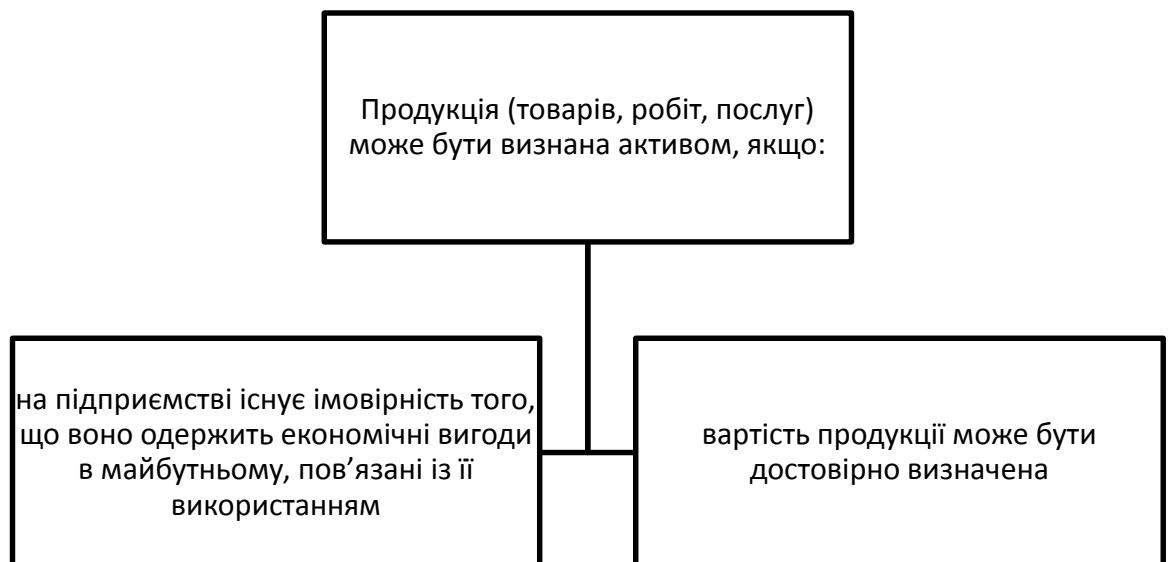 Продукція (товарів, робіт, послуг)
може бути визнана активом, якщо:
на підприємстві існує імовірність того,
що воно одержить економічні вигоди
в майбутньому, пов’язані із її
використанням
вартість продукції може бути
достовірно визначена